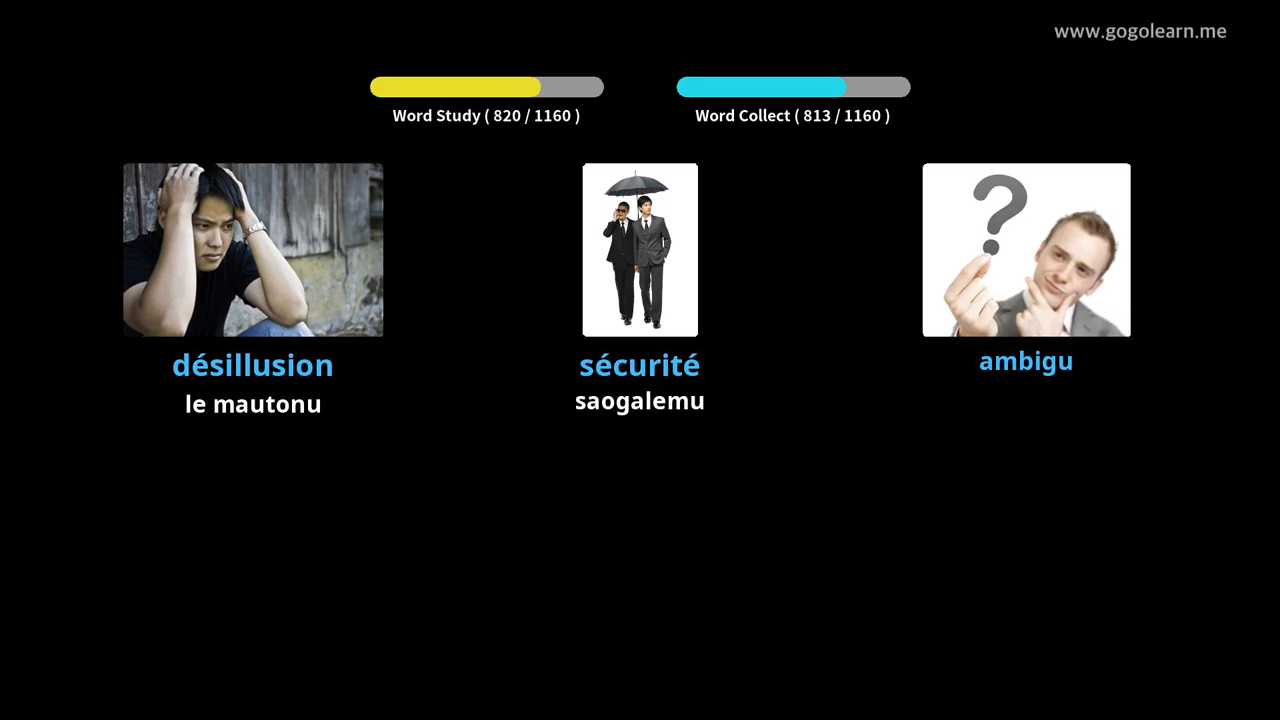 www.gogolearn.me
Word Study ( 820 / 1160 )
Word Collect ( 813 / 1160 )
désillusion
le mautonu
sécurité
saogalemu
ambigu